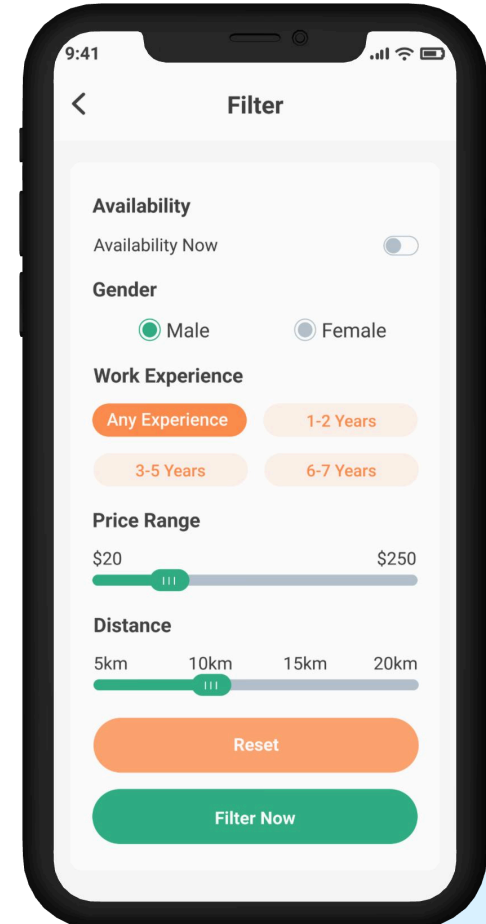 9:41
Filter
Availability
Availability Now
Gender
Male Female
Work Experience
Any Experience 1-2 Years
3-5 Years 6-7 Years
Price Range
$20 $250
Distance
5km 10km 15km 20km
Reset
Filter Now